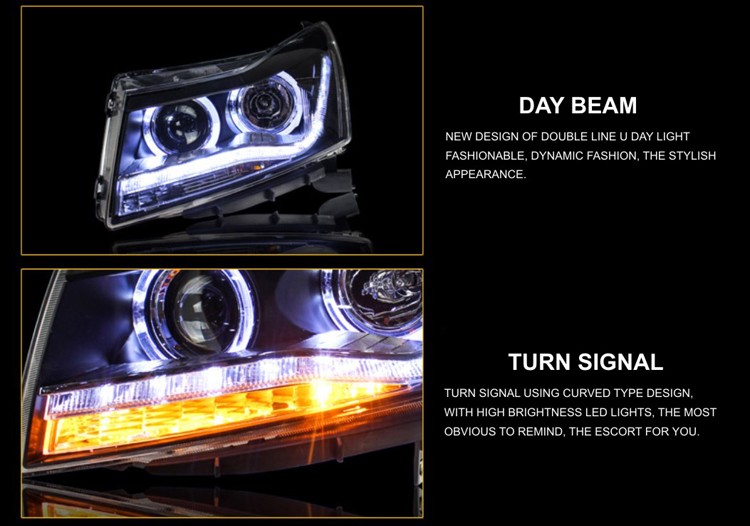 DAY BEAM
NEW DESIGN OF DOUBLE LINE U DAY LIGHT
FASHIONABLE, DYNAMIC FASHION, THE STYLISH
APPEARANCE.
TURN SIGNAL
TURN SIGNAL USING CURVED TYPE DESIGN,
WITH HIGH BRIGHTNESS LED LIGHTS, THE MOST
OBVIOUS TO REMIND, THE ESCORT FOR YOU.